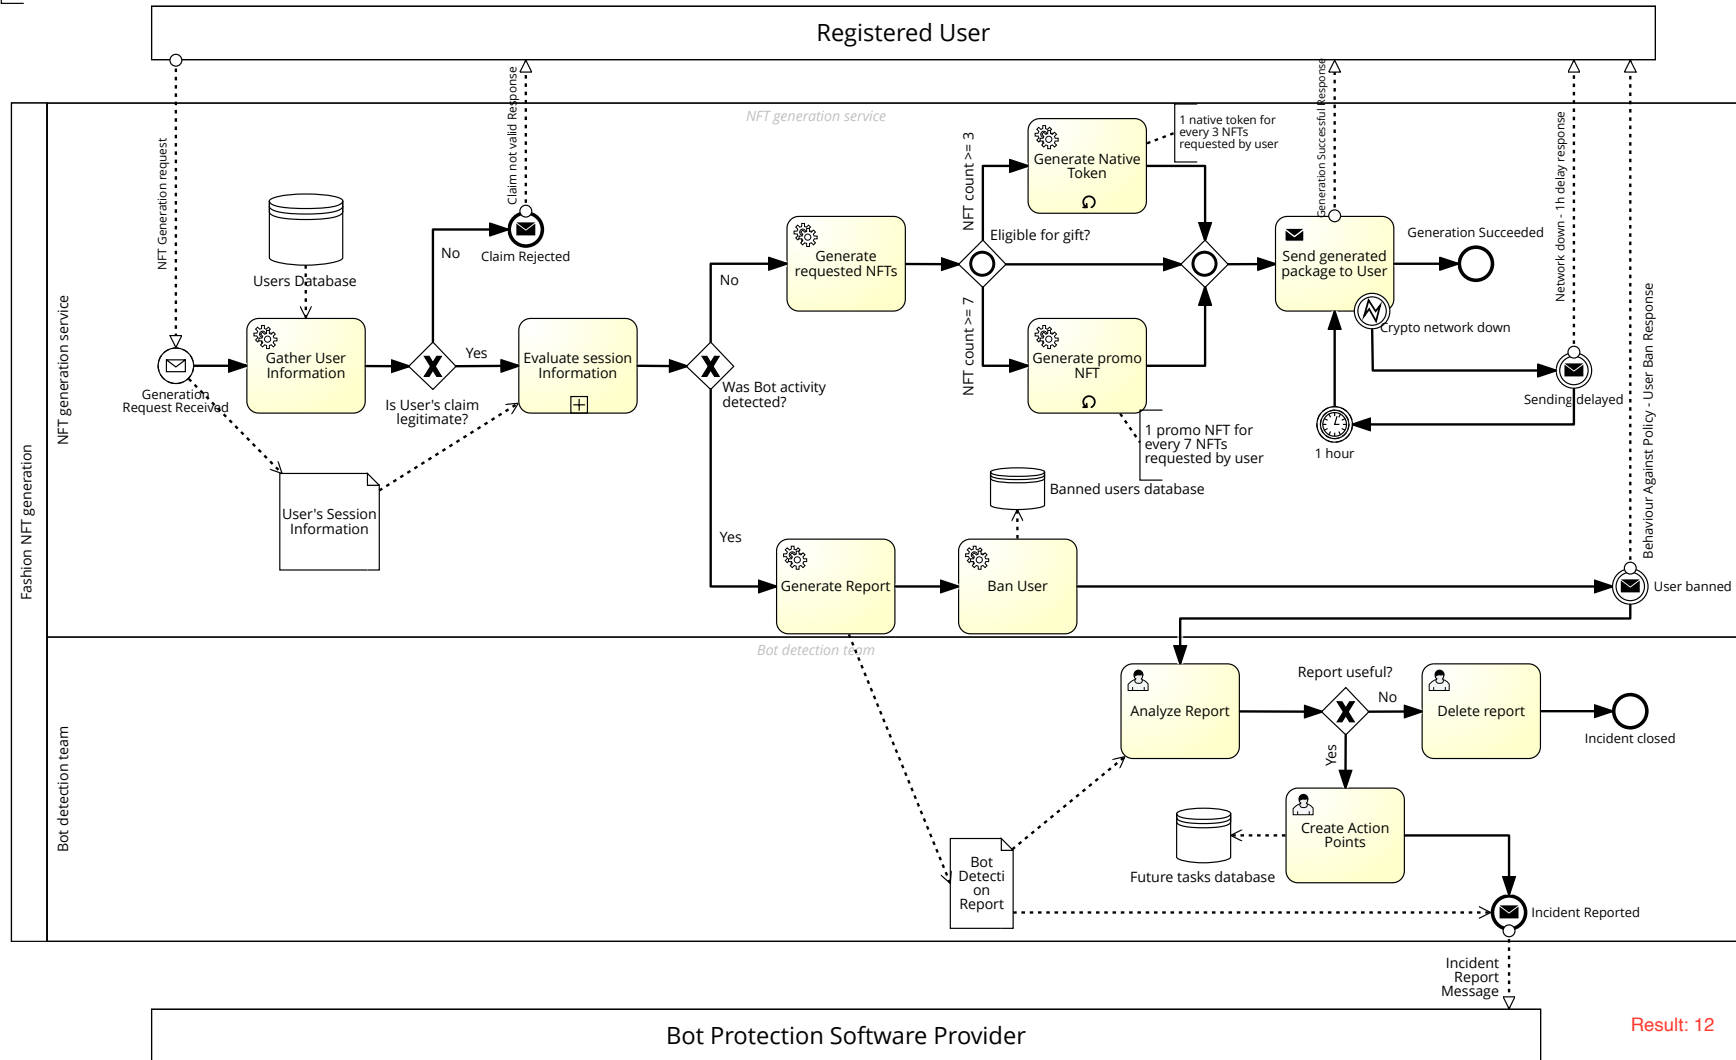 Registered User
NFT generation service
Fashion NFT generation
NFT generation service
NFT Generation request
Claim not valid Response
Generation Successful Response
Network down - 1h delay response
Behaviour Against Policy - User Ban Response
Users Database
Generation
Request Received
Gather User
Information
No
Claim Rejected
Yes
Is User's claim
legitimate?
Evaluate session
Information
User's Session
Information
No
Was Bot activity
detected?
Yes
Generate
requested NFTs
NFT count >= 3
Eligible for gift?
NFT count >= 7
Generate Native
Token
1 native token for
every 3 NFTs
requested by user
Generate promo
NFT
1 promo NFT for
every 7 NFTs
requested by user
Send generated
package to User
Generation Succeeded
Crypto network down
Sending delayed
1 hour
Banned users database
Generate Report
Ban User
User banned
Bot detection team
Bot detection team
Analyze Report
Report useful?
No
Delete report
Incident closed
Yes
Create Action
Points
Future tasks database
Bot
Detecti
on
Report
Incident Reported
Incident
Report
Message
Bot Protection Software Provider
Result: 12